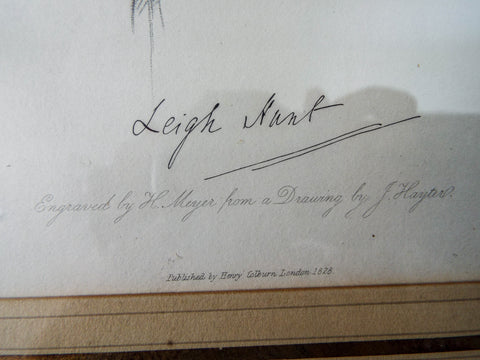 Leigh Hunt
Engraved by H. Meyer from a Drawing by J. Hayter.
Published by Henry Colburn London 1828.